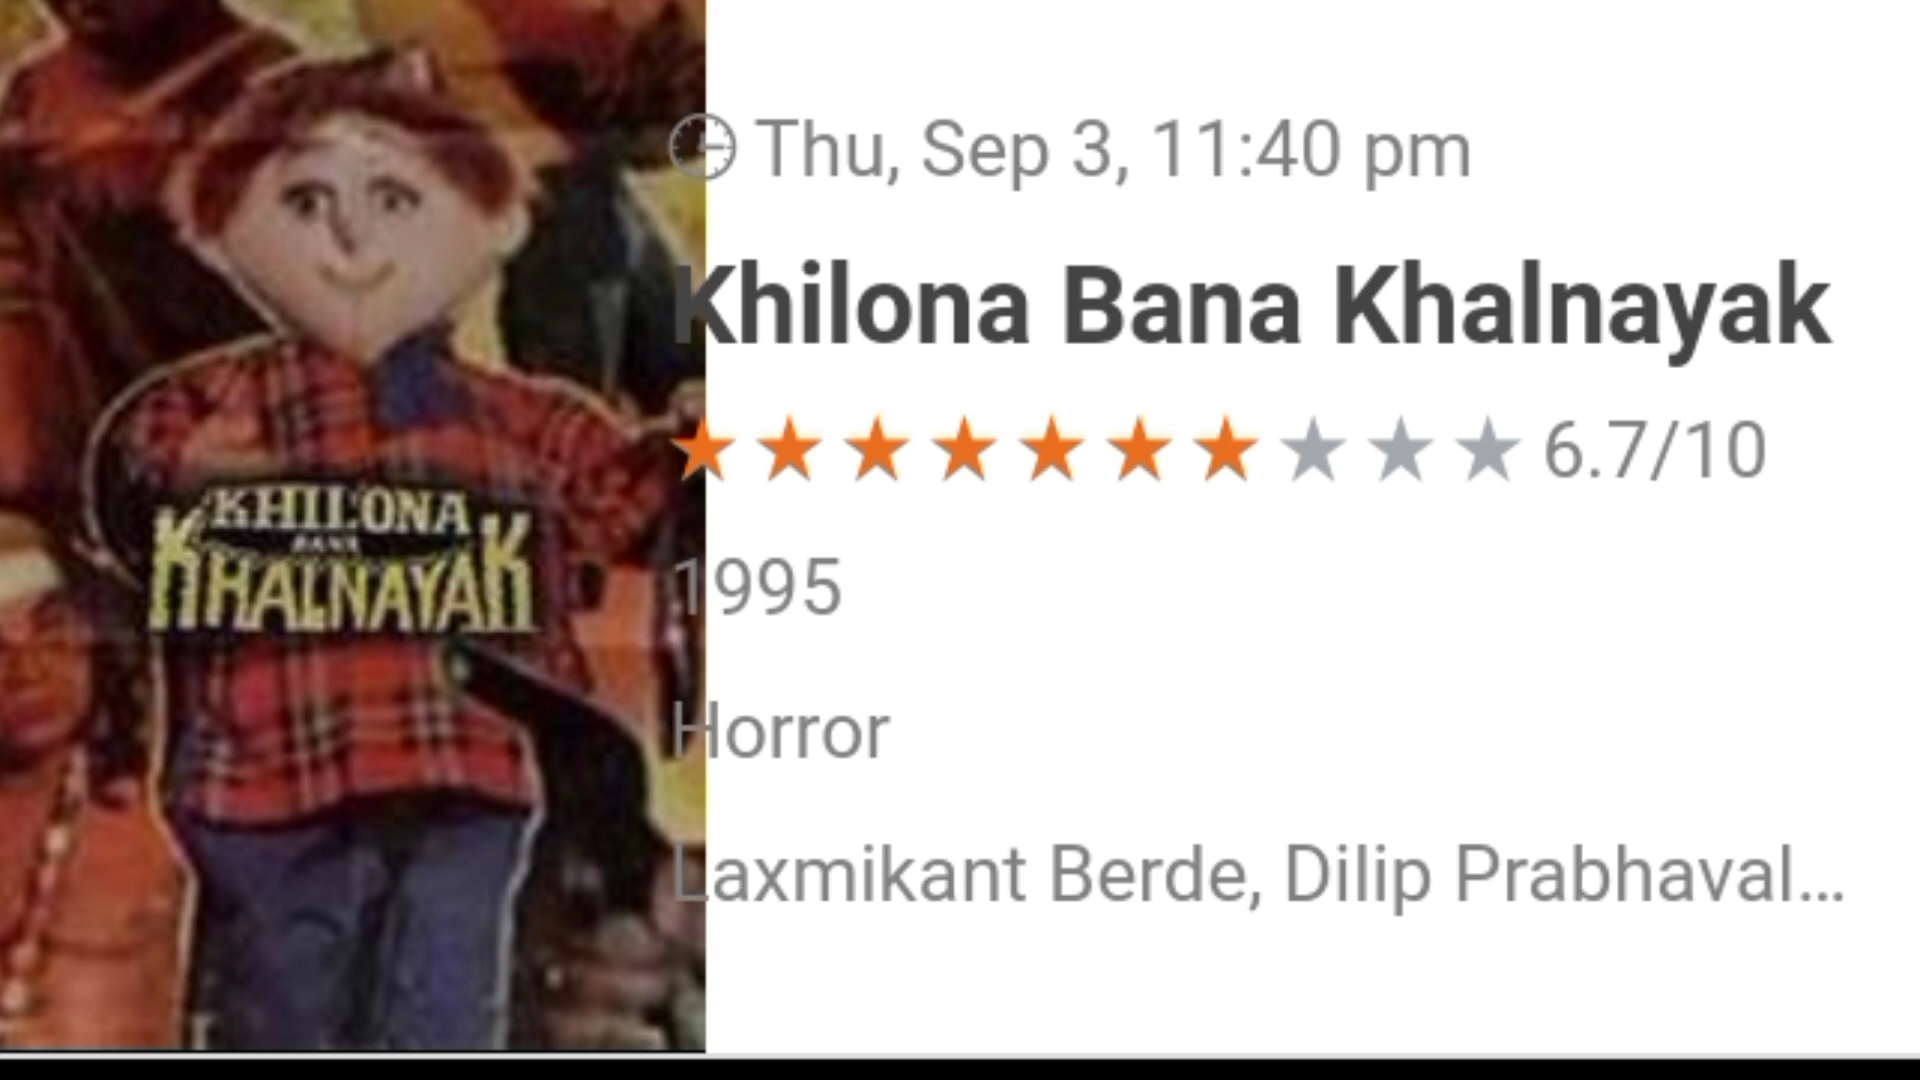 Thu, Sep 3, 11:40 pm
Khilona Bana Khalnayak
6.7/10
1995
Horror
Laxmikant Berde, Dilip Prabhaval...
KHILONA
BANA
KHALNAYAK